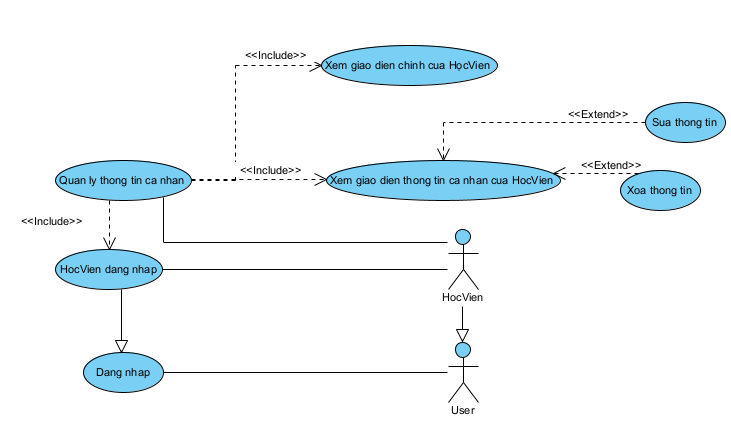 <<Include>>
Xem giao dien chinh cua HọcVien
<<Extend>>
Sua thong tin
<<Include>>
<<Extend>>
Quan ly thong tin ca nhan
Xem giao dien thong tin ca nhan cua HocVien
Xoa thong tin
<<Include>>
HocVien dang nhap
HocVien
Dang nhap
User